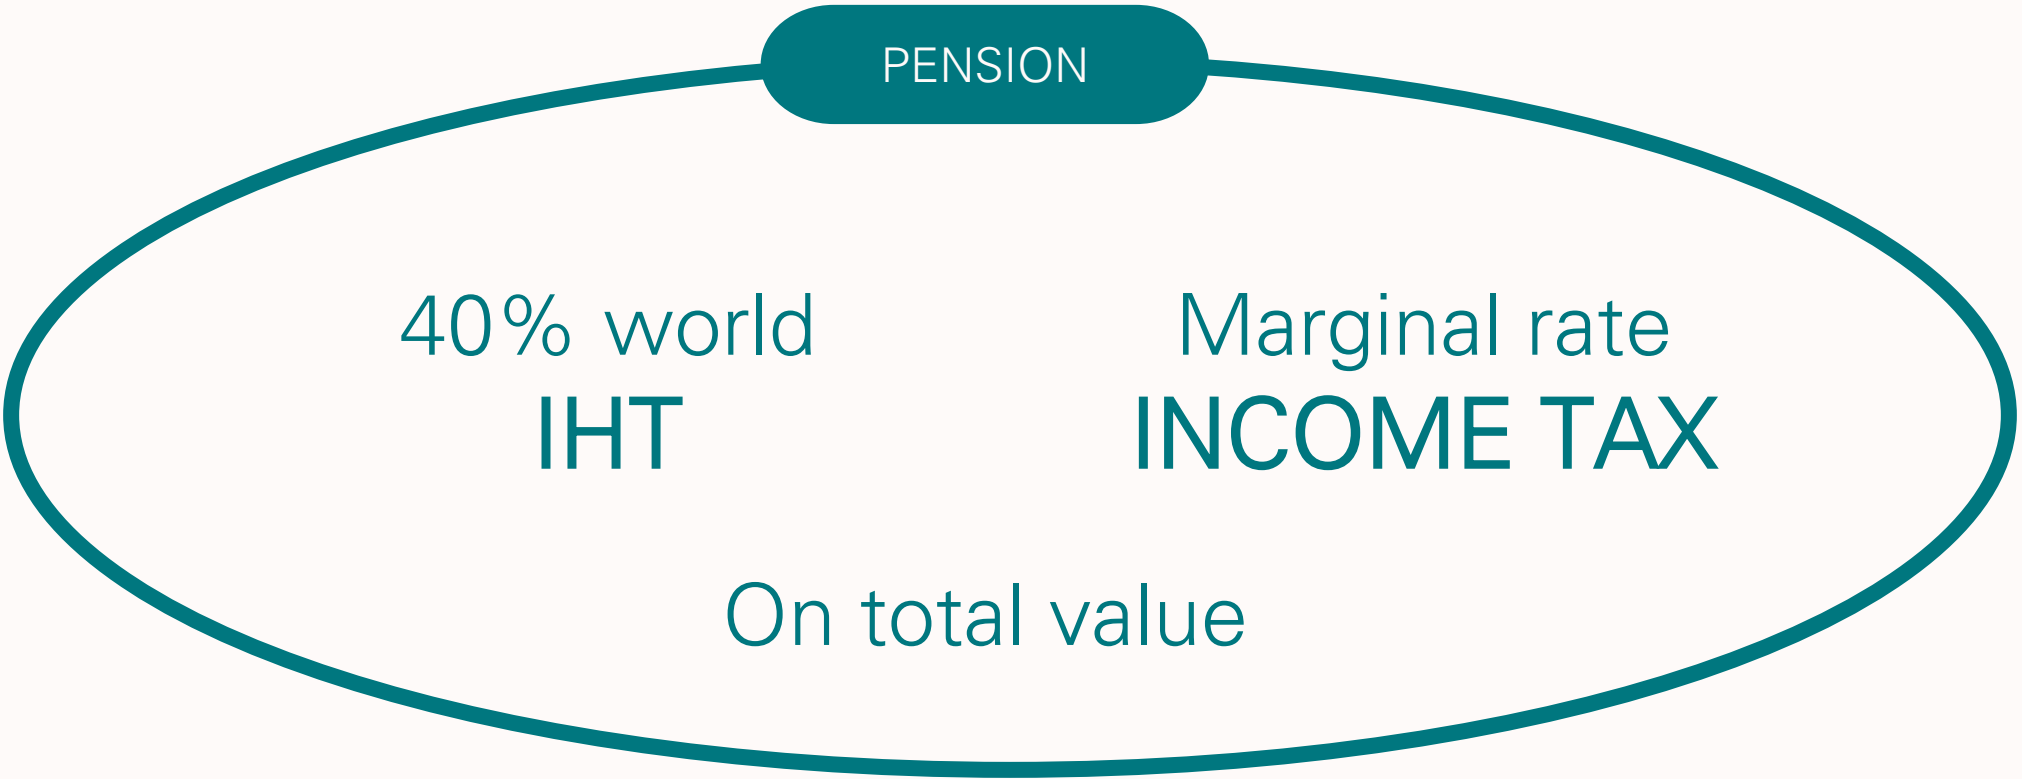 PENSION
40% world
IHT
Marginal rate
INCOME TAX
On total value